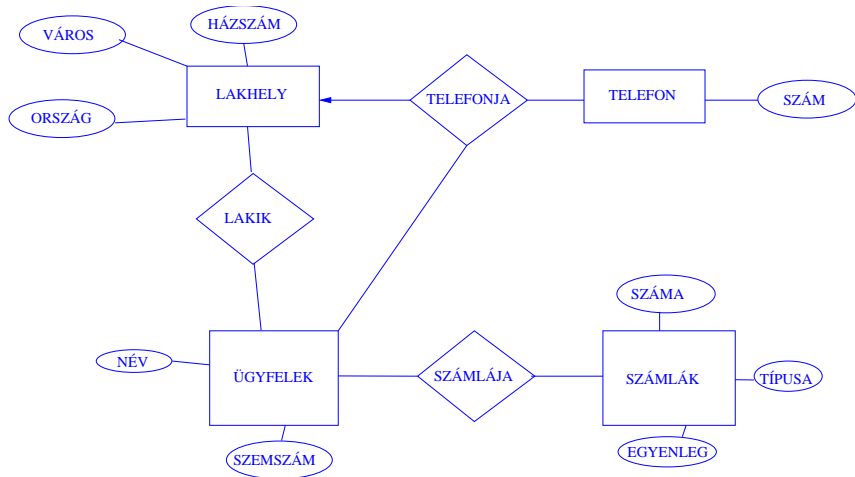 HÁZSZÁM
VÁROS
LAKHELY
TELEFONJA
TELEFON
SZÁM
ORSZÁG
LAKIK
SZÁMA
NÉV
ÜGYFELEK
SZÁMLÁJA
SZÁMLÁK
TÍPUSA
SZEMSZÁM
EGYENLEG